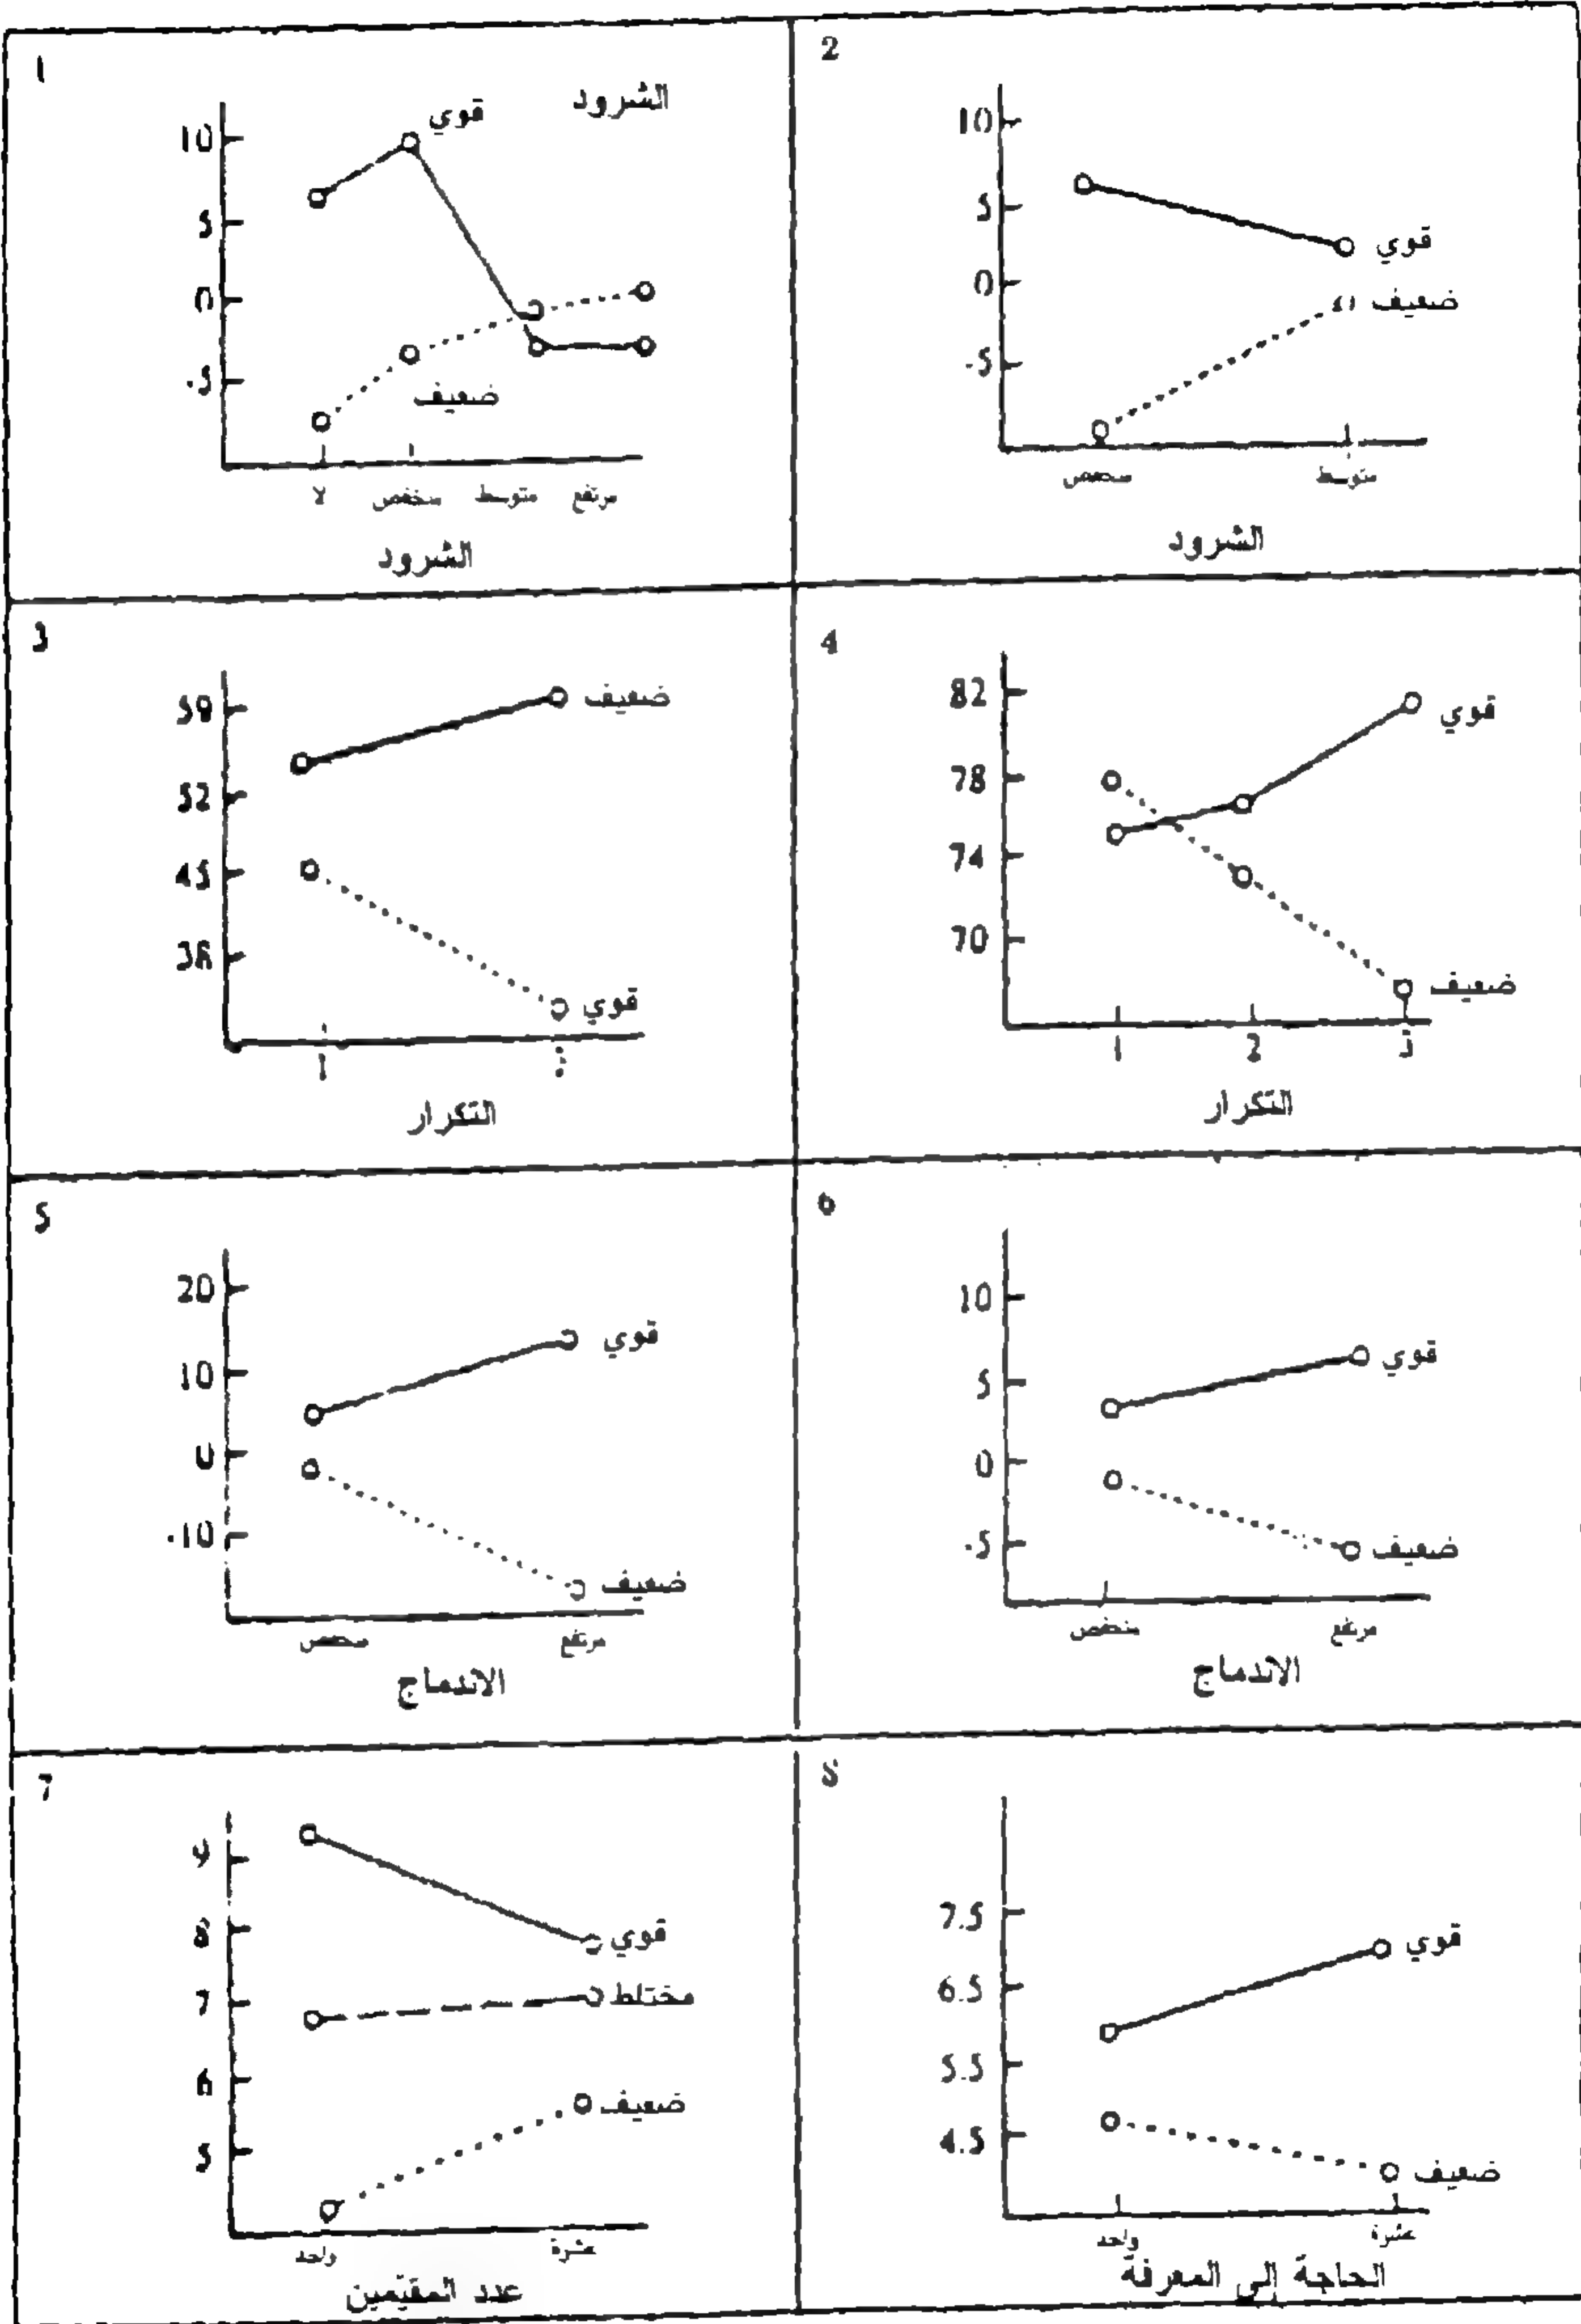 1
قوي الشرود
10
5
0
-5
ضعيف
لا منخفض متوسط مرتفع
الشرود
2
10
5
0
-5
قوي
ضعيف
منخفض متوسط
الشرود
3
59
52
45
38
ضعيف
قوي
1
التكرار
4
82
78
74
70
قوي
ضعيف
1 2 3
التكرار
5
20
10
0
-10
قوي
ضعيف
منخفض مرتفع
الاندماج
6
10
5
0
-5
قوي
ضعيف
منخفض مرتفع
الاندماج
7
9
8
7
6
5
قوي
مختلط
ضعيف
واحد عشرة
عدد المقيّمين
8
7.5
6.5
5.5
4.5
قوي
ضعيف
واحد عشرة
الحاجة إلى المعرفة